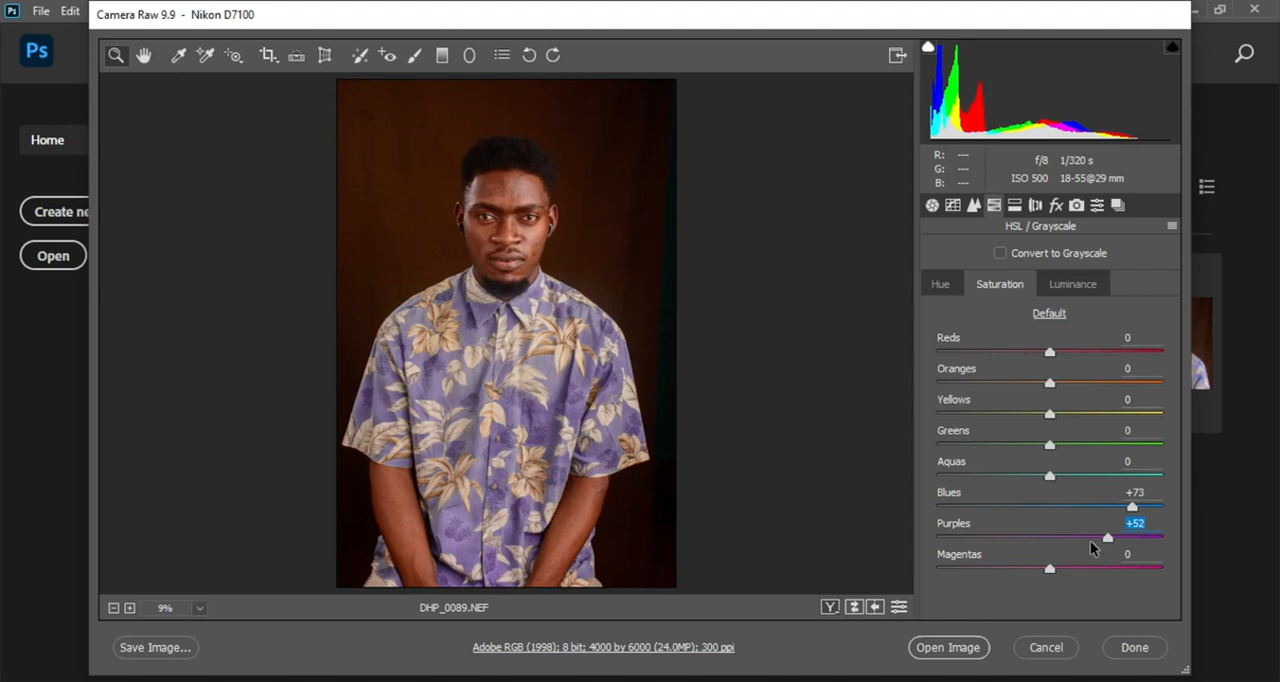 Ps File Edit
Camera Raw 9.9 - Nikon D7100
Ps
Home
Create ne
Open
R: ---
G: ---
B: ---
f/8 1/320 s
ISO 500 18-55@29 mm
fx
HSL / Grayscale
Convert to Grayscale
Hue Saturation Luminance
Default
Reds 0
Oranges 0
Yellows 0
Greens 0
Aquas 0
Blues +73
Purples +52
Magentas 0
9%
DHP_0089.NEF
Y
Save Image...
Adobe RGB (1998); 8 bit; 4000 by 6000 (24.0MP); 300 ppi
Open Image Cancel Done